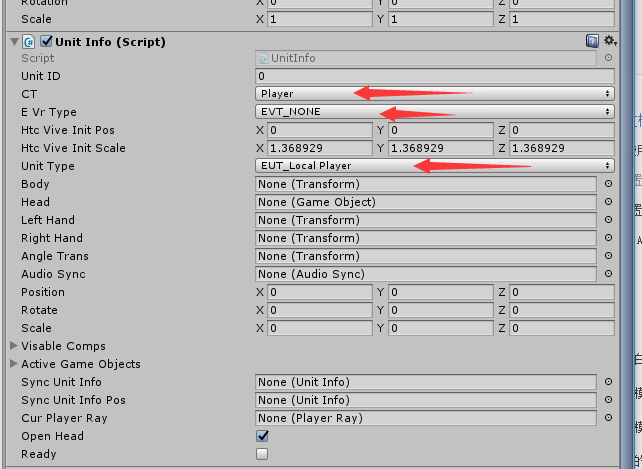 Rotation X 0 Y 0 Z 0
Scale X 1 Y 1 Z 1
Unit Info (Script)
Script UnitInfo
Unit ID 0
CT Player
E Vr Type EVT_NONE
Htc Vive Init Pos X 0 Y 0 Z 0
Htc Vive Init Scale X 1.368929 Y 1.368929 Z 1.368929
Unit Type EUT_Local Player
Body None (Transform)
Head None (Game Object)
Left Hand None (Transform)
Right Hand None (Transform)
Angle Trans None (Transform)
Audio Sync None (Audio Sync)
Position X 0 Y 0 Z 0
Rotate X 0 Y 0 Z 0
Scale X 0 Y 0 Z 0
Visable Comps
Active Game Objects
Sync Unit Info None (Unit Info)
Sync Unit Info Pos None (Unit Info)
Cur Player Ray None (Player Ray)
Open Head
Ready